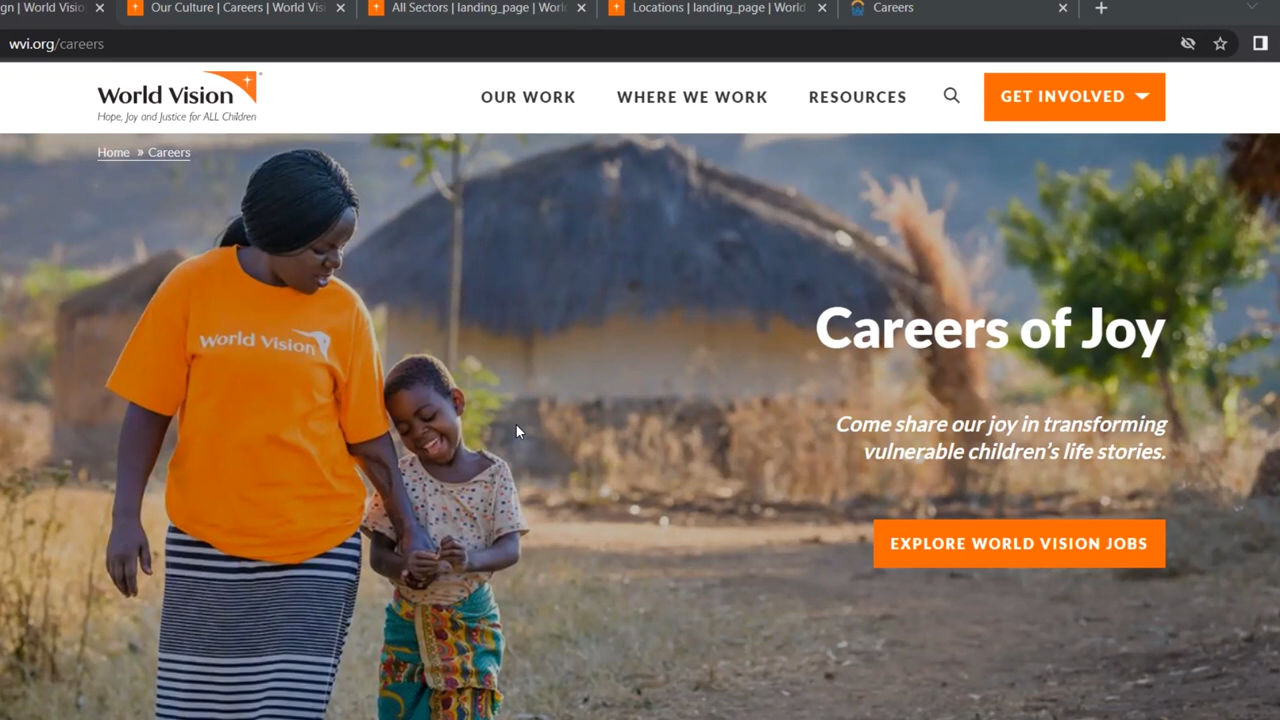 gn | World Visio
Our Culture | Careers | World Vis
All Sectors | landing_page | Worl
Locations | landing_page | World
Careers
wvi.org/careers
World Vision
Hope, Joy and Justice for ALL Children
OUR WORK
WHERE WE WORK
RESOURCES
GET INVOLVED
Home » Careers
World Vision
Careers of Joy
Come share our joy in transforming
vulnerable children’s life stories.
EXPLORE WORLD VISION JOBS